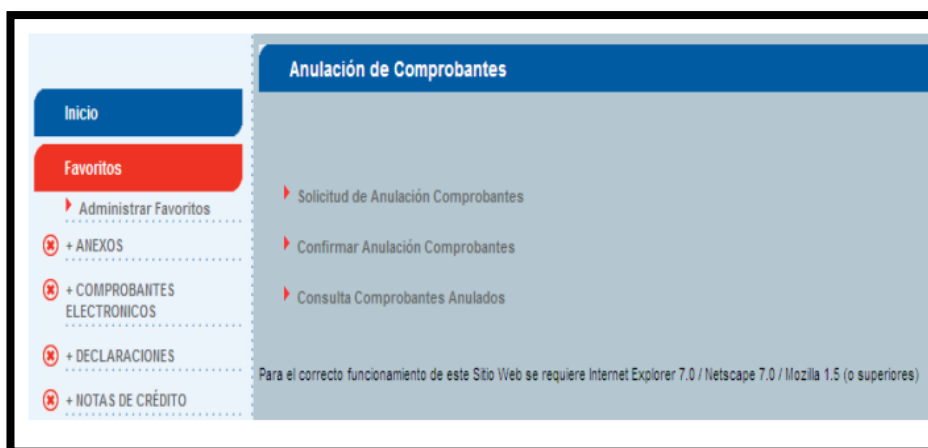 Anulación de Comprobantes
Inicio
Favoritos
Administrar Favoritos
+ ANEXOS
+ COMPROBANTES
ELECTRONICOS
+ DECLARACIONES
+ NOTAS DE CRÉDITO
Solicitud de Anulación Comprobantes
Confirmar Anulación Comprobantes
Consulta Comprobantes Anulados
Para el correcto funcionamiento de este Sitio Web se requiere Internet Explorer 7.0 / Netscape 7.0 / Mozilla 1.5 (o superiores)